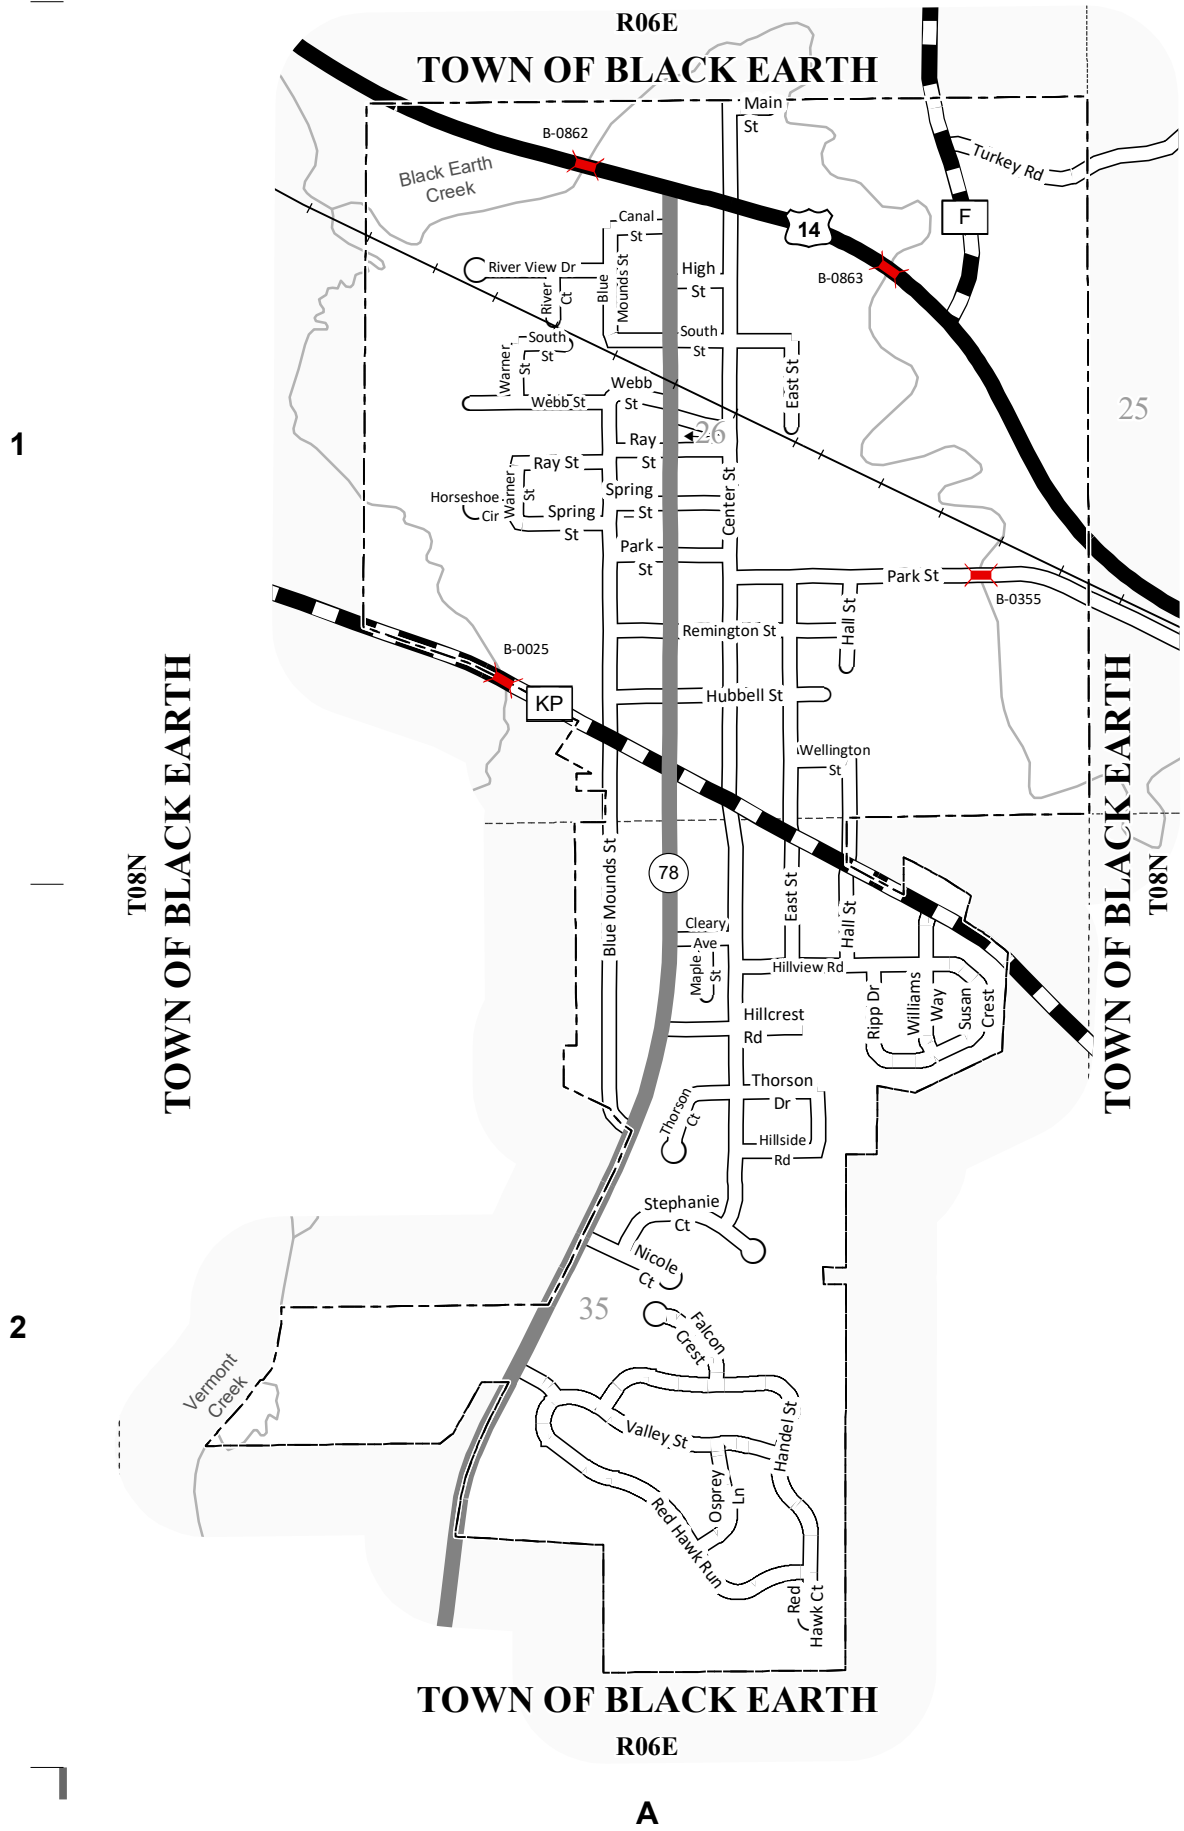 R06E
TOWN OF BLACK EARTH
Main
St
B-0862
Turkey Rd
Black Earth
Creek
F
14
Canal
St
River View Dr
Blue
Mounds St
High
St
B-0863
River
Ct
South
St
South
St
Warner
St
East St
Webb
St
Webb St
25
26
1
Ray
St
Ray St
Center St
Warner
St
Spring
St
Horseshoe
Cir
Spring
St
Park
St
Park St
B-0355
Hall St
Remington St
B-0025
KP
Hubbell St
TOWN OF BLACK EARTH
T08N
TOWN OF BLACK EARTH
T08N
Wellington
St
78
Blue Mounds St
East St
Hall St
Cleary
Ave
Maple
St
Hillview Rd
Ripp Dr
Williams
Way
Susan
Crest
Hillcrest
Rd
Thorson
Dr
Thorson
Ct
Hillside
Rd
Stephanie
Ct
Nicole
Ct
35
2
Falcon
Crest
Vermont
Creek
Valley St
Handel St
Osprey
Ln
Red Hawk Run
Red
Hawk Ct
TOWN OF BLACK EARTH
R06E
A